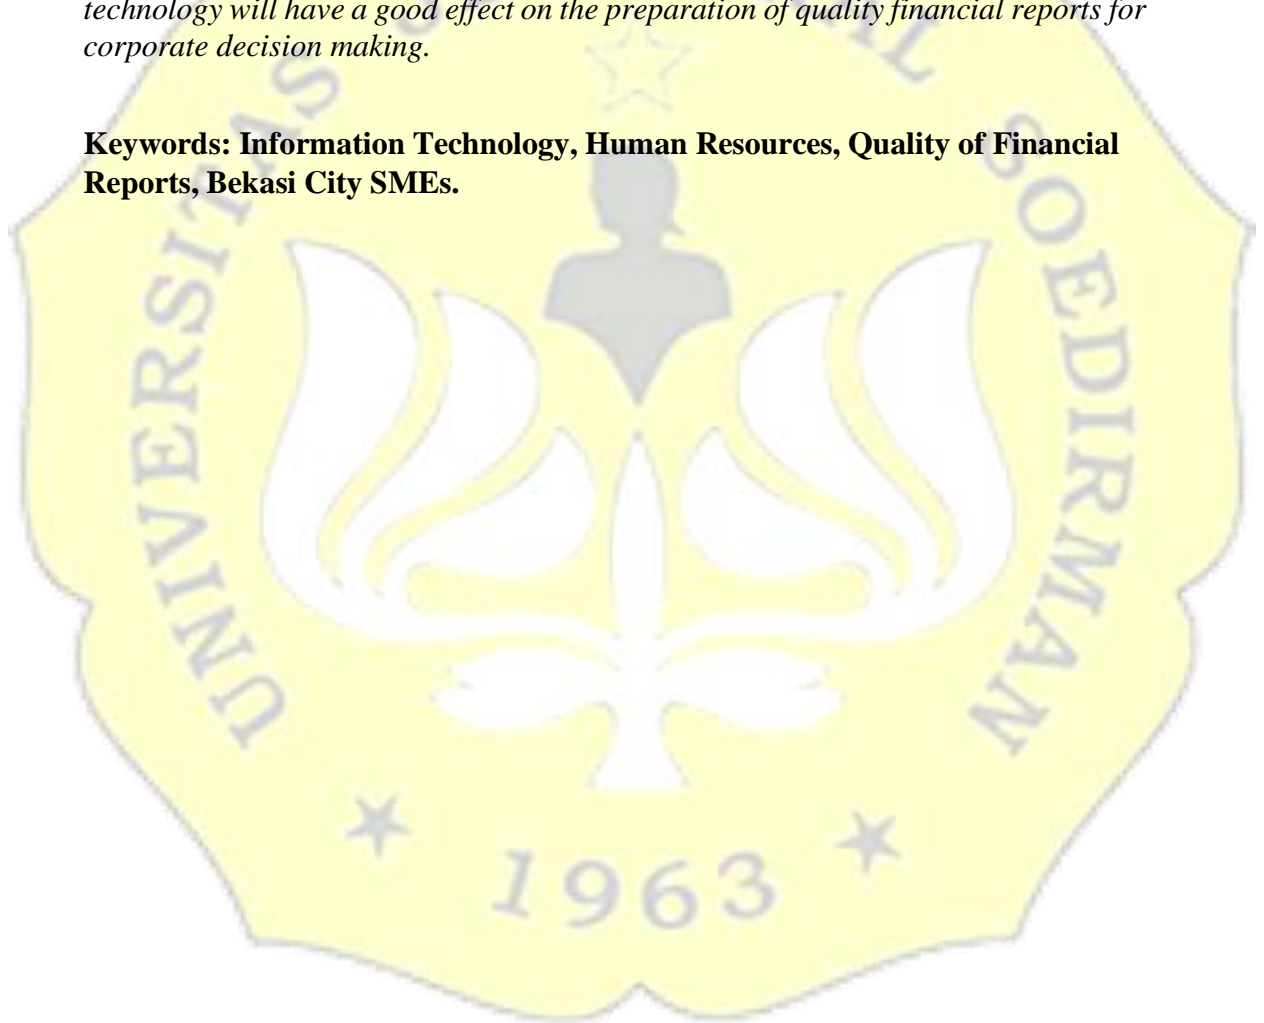 technology will have a good effect on the preparation of quality financial reports for
corporate decision making.
Keywords: Information Technology, Human Resources, Quality of Financial
Reports, Bekasi City SMEs.
UNIVERSITAS
SOEDIRMAN
1963